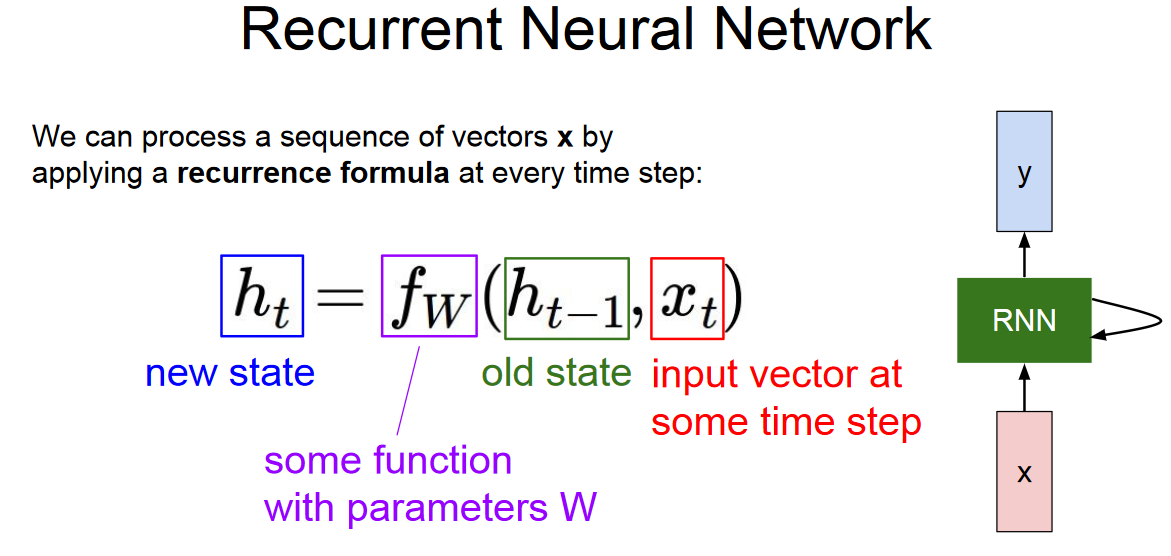 Recurrent Neural Network
We can process a sequence of vectors x by
applying a recurrence formula at every time step:
h_t = f_W(h_{t-1}, x_t)
new state
old state
input vector at
some time step
some function
with parameters W
y
RNN
x